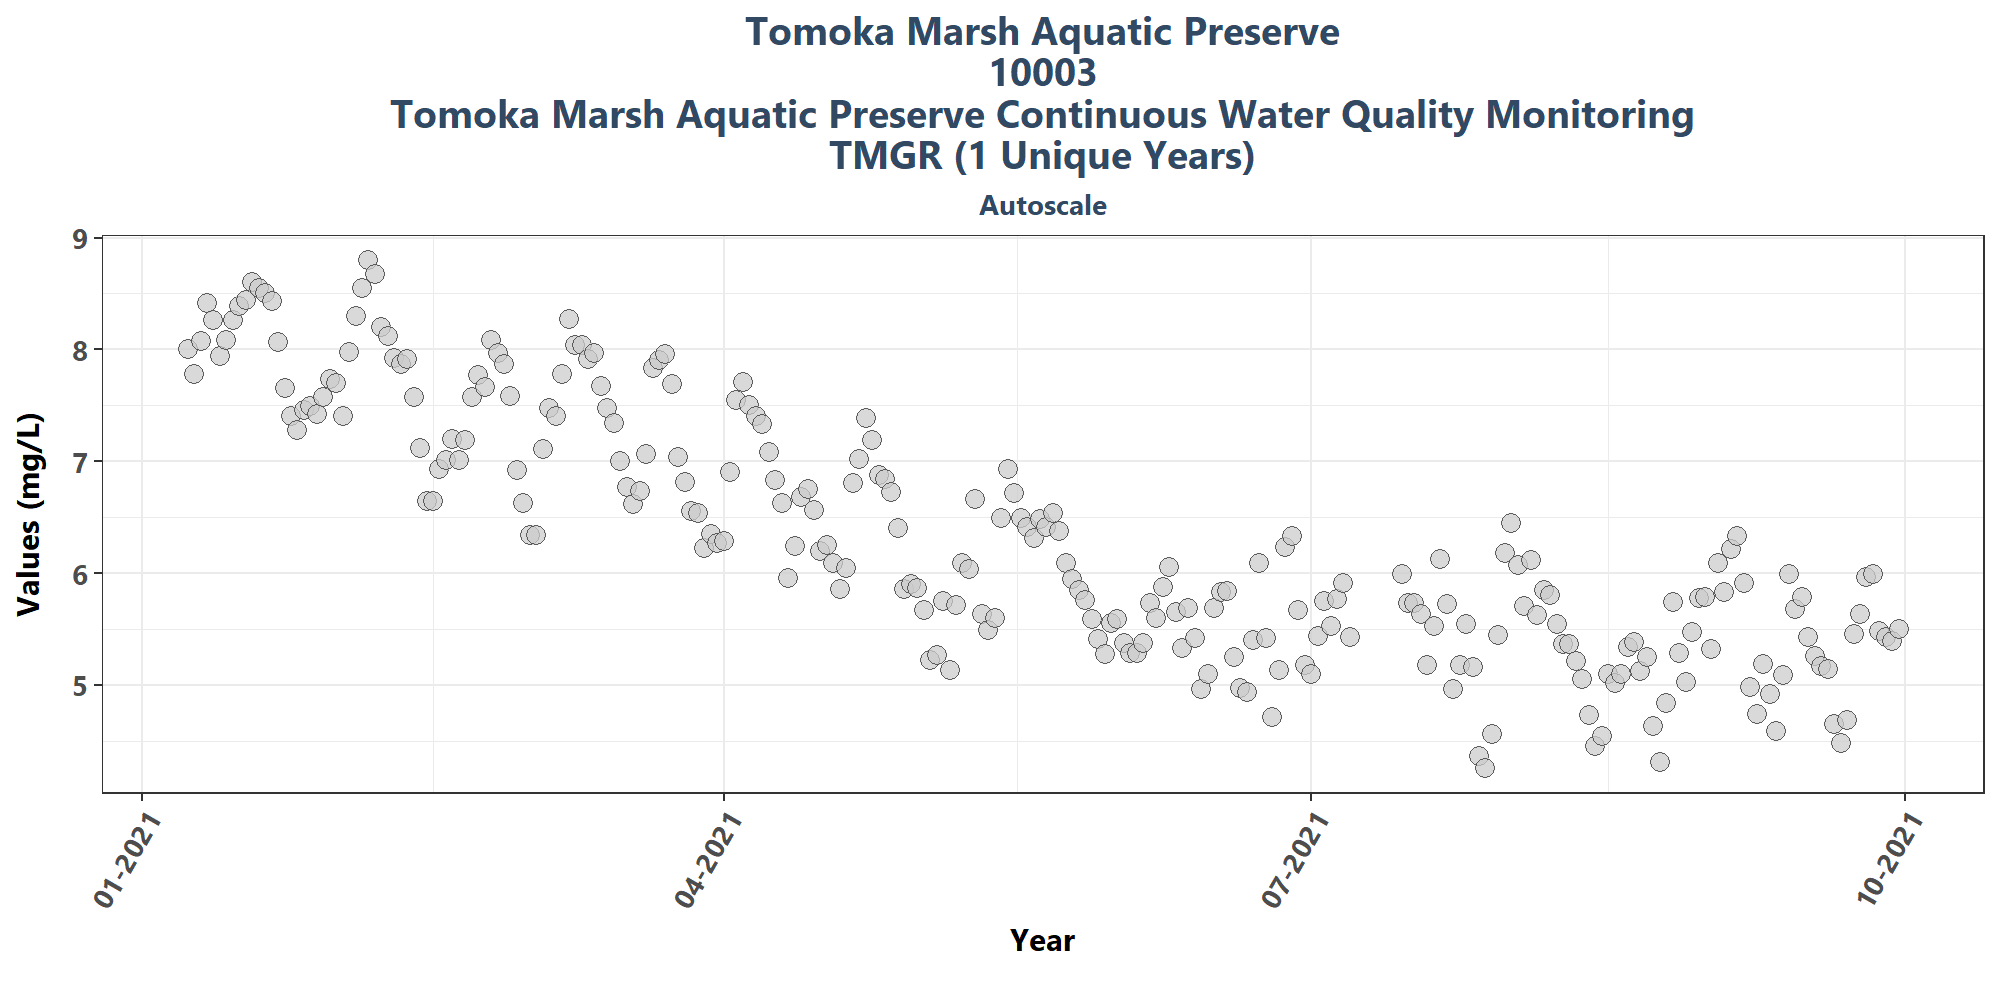 Tomoka Marsh Aquatic Preserve
10003
Tomoka Marsh Aquatic Preserve Continuous Water Quality Monitoring
TMGR (1 Unique Years)
Autoscale
Values (mg/L)
9
8
7
6
5
01-2021
04-2021
07-2021
10-2021
Year